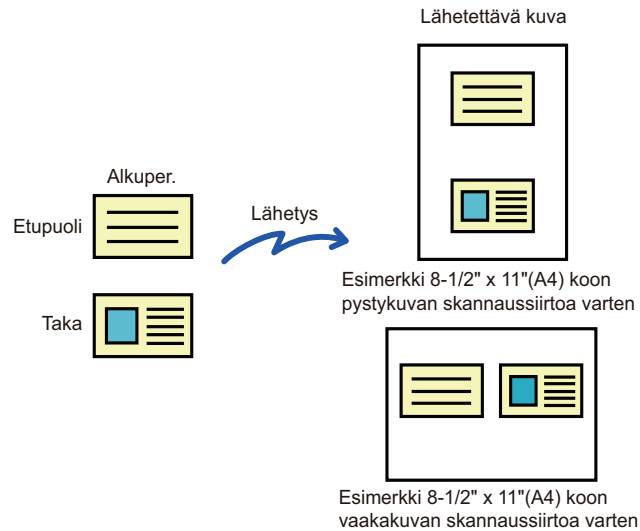 Lähetettävä kuva
Alkuper.
Etupuoli
Lähetys
Taka
Esimerkki 8-1/2" x 11"(A4) koon
pystykuvan skannaussiirtoa varten
Esimerkki 8-1/2" x 11"(A4) koon
vaakakuvan skannaussiirtoa varten